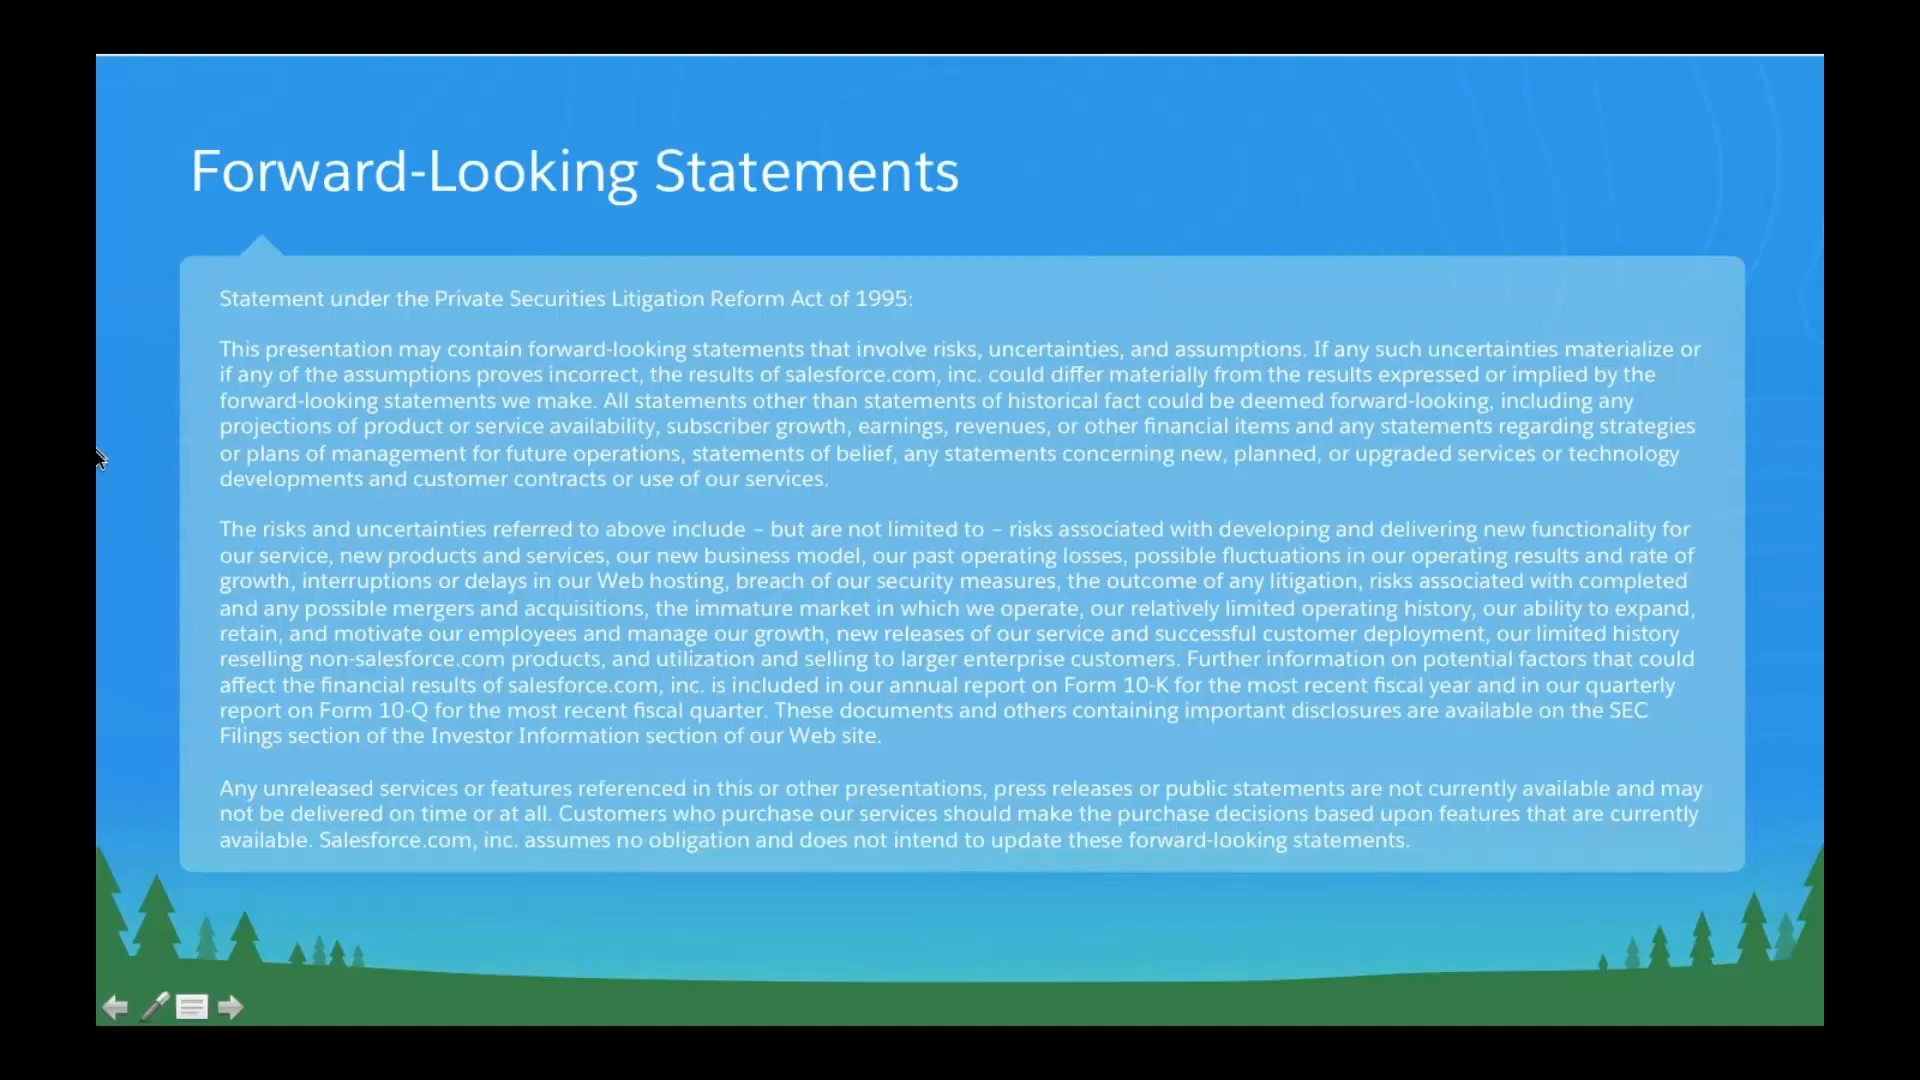 Forward-Looking Statements
Statement under the Private Securities Litigation Reform Act of 1995:
This presentation may contain forward-looking statements that involve risks, uncertainties, and assumptions. If any such uncertainties materialize or
if any of the assumptions proves incorrect, the results of salesforce.com, inc. could differ materially from the results expressed or implied by the
forward-looking statements we make. All statements other than statements of historical fact could be deemed forward-looking, including any
projections of product or service availability, subscriber growth, earnings, revenues, or other financial items and any statements regarding strategies
or plans of management for future operations, statements of belief, any statements concerning new, planned, or upgraded services or technology
developments and customer contracts or use of our services.
The risks and uncertainties referred to above include – but are not limited to – risks associated with developing and delivering new functionality for
our service, new products and services, our new business model, our past operating losses, possible fluctuations in our operating results and rate of
growth, interruptions or delays in our Web hosting, breach of our security measures, the outcome of any litigation, risks associated with completed
and any possible mergers and acquisitions, the immature market in which we operate, our relatively limited operating history, our ability to expand,
retain, and motivate our employees and manage our growth, new releases of our service and successful customer deployment, our limited history
reselling non-salesforce.com products, and utilization and selling to larger enterprise customers. Further information on potential factors that could
affect the financial results of salesforce.com, inc. is included in our annual report on Form 10-K for the most recent fiscal year and in our quarterly
report on Form 10-Q for the most recent fiscal quarter. These documents and others containing important disclosures are available on the SEC
Filings section of the Investor Information section of our Web site.
Any unreleased services or features referenced in this or other presentations, press releases or public statements are not currently available and may
not be delivered on time or at all. Customers who purchase our services should make the purchase decisions based upon features that are currently
available. Salesforce.com, inc. assumes no obligation and does not intend to update these forward-looking statements.